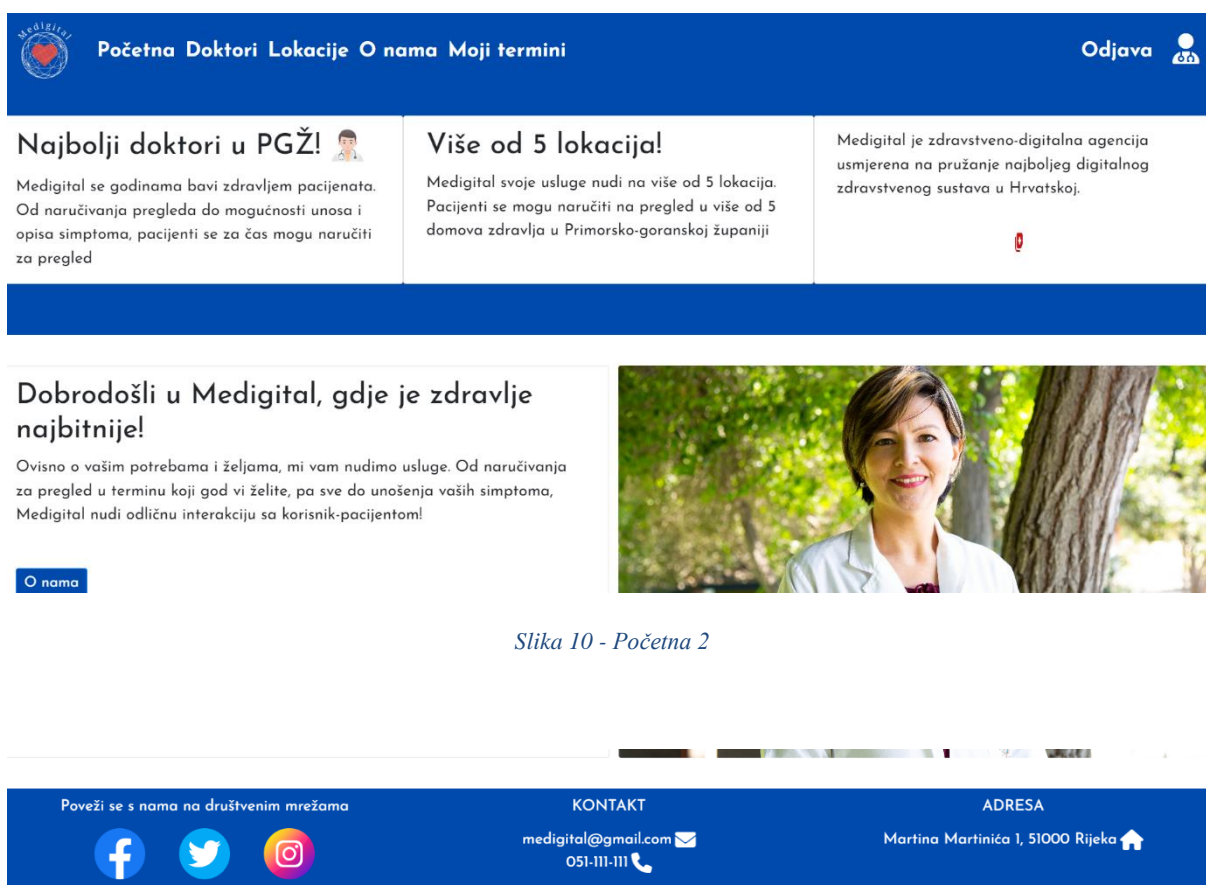 Medigital
Početna Doktori Lokacije O nama Moji termini
Odjava
Najbolji doktori u PGŽ!
Medigital se godinama bavi zdravljem pacijenata.
Od naručivanja pregleda do mogućnosti unosa i
opisa simptoma, pacijenti se za čas mogu naručiti
za pregled
Više od 5 lokacija!
Medigital svoje usluge nudi na više od 5 lokacija.
Pacijenti se mogu naručiti na pregled u više od 5
domova zdravlja u Primorsko-goranskoj županiji
Medigital je zdravstveno-digitalna agencija
usmjerena na pružanje najboljeg digitalnog
zdravstvenog sustava u Hrvatskoj.
Dobrodošli u Medigital, gdje je zdravlje
najbitnije!
Ovisno o vašim potrebama i željama, mi vam nudimo usluge. Od naručivanja
za pregled u terminu koji god vi želite, pa sve do unošenja vaših simptoma,
Medigital nudi odličnu interakciju sa korisnik-pacijentom!
O nama
Slika 10 - Početna 2
Poveži se s nama na društvenim mrežama
KONTAKT
medigital@gmail.com
051-111-111
ADRESA
Martina Martinića 1, 51000 Rijeka